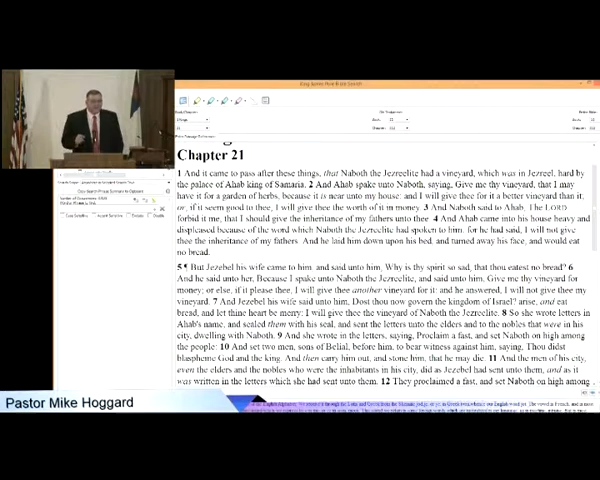 Chapter 21
1 And it came to pass after these things, that Naboth the Jezreelite had a vineyard, which was in Jezreel, hard by
the palace of Ahab king of Samaria. 2 And Ahab spake unto Naboth, saying, Give me thy vineyard, that I may
have it for a garden of herbs, because it is near unto my house: and I will give thee for it a better vineyard than it;
or, if it seem good to thee, I will give thee the worth of it in money. 3 And Naboth said to Ahab, The LORD
forbid it me, that I should give the inheritance of my fathers unto thee. 4 And Ahab came into his house heavy and
displeased because of the word which Naboth the Jezreelite had spoken to him: for he had said, I will not give
thee the inheritance of my fathers. And he laid him down upon his bed, and turned away his face, and would eat
no bread.
5 ¶ But Jezebel his wife came to him, and said unto him, Why is thy spirit so sad, that thou eatest no bread? 6
And he said unto her, Because I spake unto Naboth the Jezreelite, and said unto him, Give me thy vineyard for
money; or else, if it please thee, I will give thee another vineyard for it: and he answered, I will not give thee my
vineyard. 7 And Jezebel his wife said unto him, Dost thou now govern the kingdom of Israel? arise, and eat
bread, and let thine heart be merry: I will give thee the vineyard of Naboth the Jezreelite. 8 So she wrote letters in
Ahab's name, and sealed them with his seal, and sent the letters unto the elders and to the nobles that were in his
city, dwelling with Naboth. 9 And she wrote in the letters, saying, Proclaim a fast, and set Naboth on high among
the people: 10 And set two men, sons of Belial, before him, to bear witness against him, saying, Thou didst
blaspheme God and the king. And then carry him out, and stone him, that he may die. 11 And the men of his city,
even the elders and the nobles who were the inhabitants in his city, did as Jezebel had sent unto them, and as it
was written in the letters which she had sent unto them. 12 They proclaimed a fast, and set Naboth on high among
Pastor Mike Hoggard